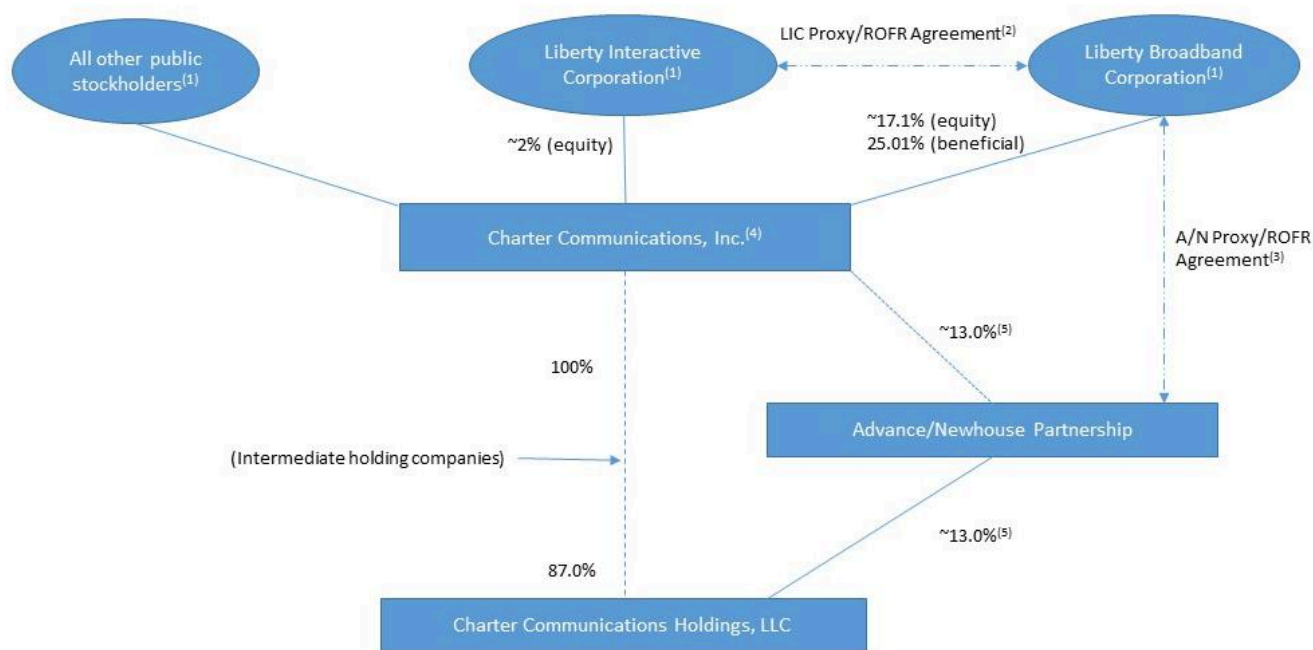 All other public
stockholders(1)
Liberty Interactive
Corporation(1)
LIC Proxy/ROFR Agreement(2)
Liberty Broadband
Corporation(1)
~2% (equity)
~17.1% (equity)
25.01% (beneficial)
Charter Communications, Inc.(4)
A/N Proxy/ROFR
Agreement(3)
~13.0%(5)
100%
Advance/Newhouse Partnership
(Intermediate holding companies)
~13.0%(5)
87.0%
Charter Communications Holdings, LLC